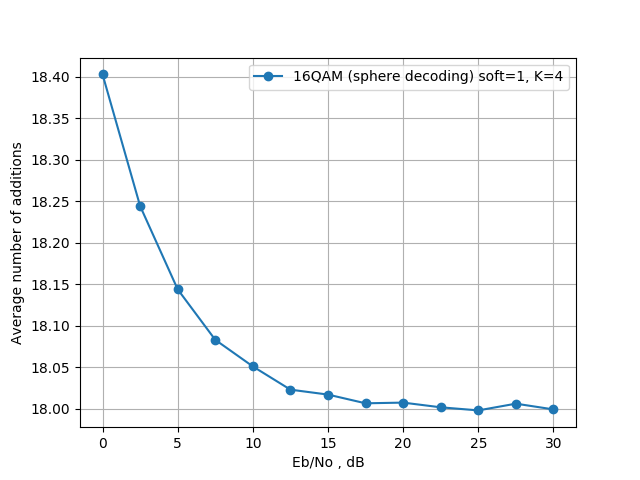 16QAM (sphere decoding) soft=1, K=4
Average number of additions
18.40
18.35
18.30
18.25
18.20
18.15
18.10
18.05
18.00
0 5 10 15 20 25 30
Eb/No , dB